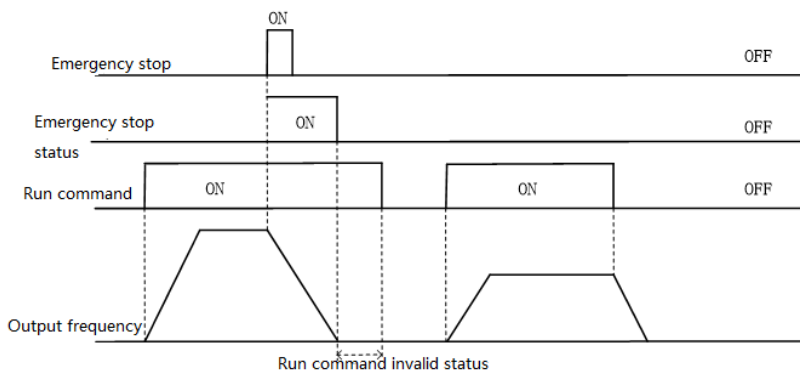 ON
Emergency stop
OFF
Emergency stop
status
ON
OFF
Run command
ON
ON
OFF
Output frequency
Run command invalid status